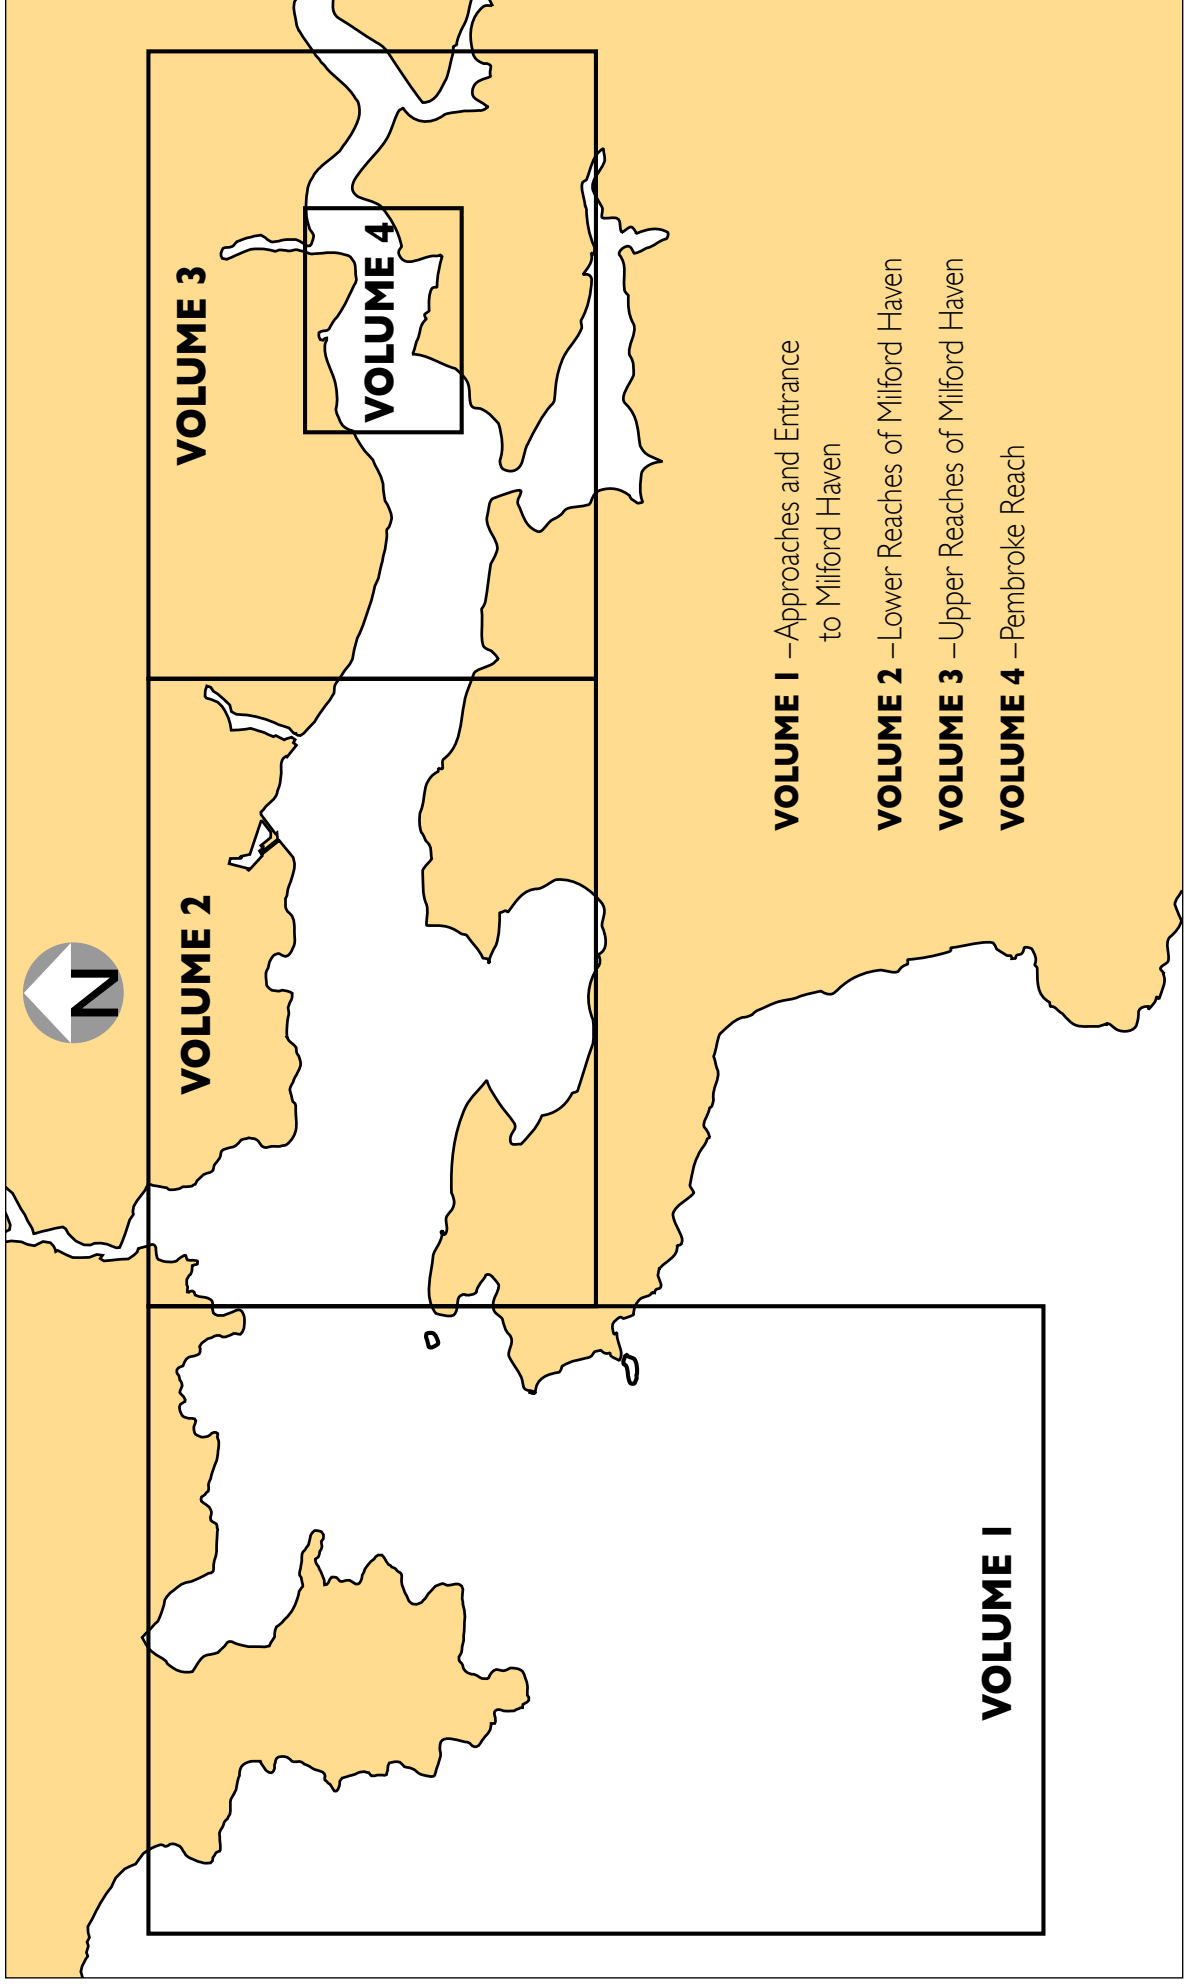 N
VOLUME 1
VOLUME 2
VOLUME 3
VOLUME 4
VOLUME 1 – Approaches and Entrance
to Milford Haven
VOLUME 2 – Lower Reaches of Milford Haven
VOLUME 3 – Upper Reaches of Milford Haven
VOLUME 4 – Pembroke Reach